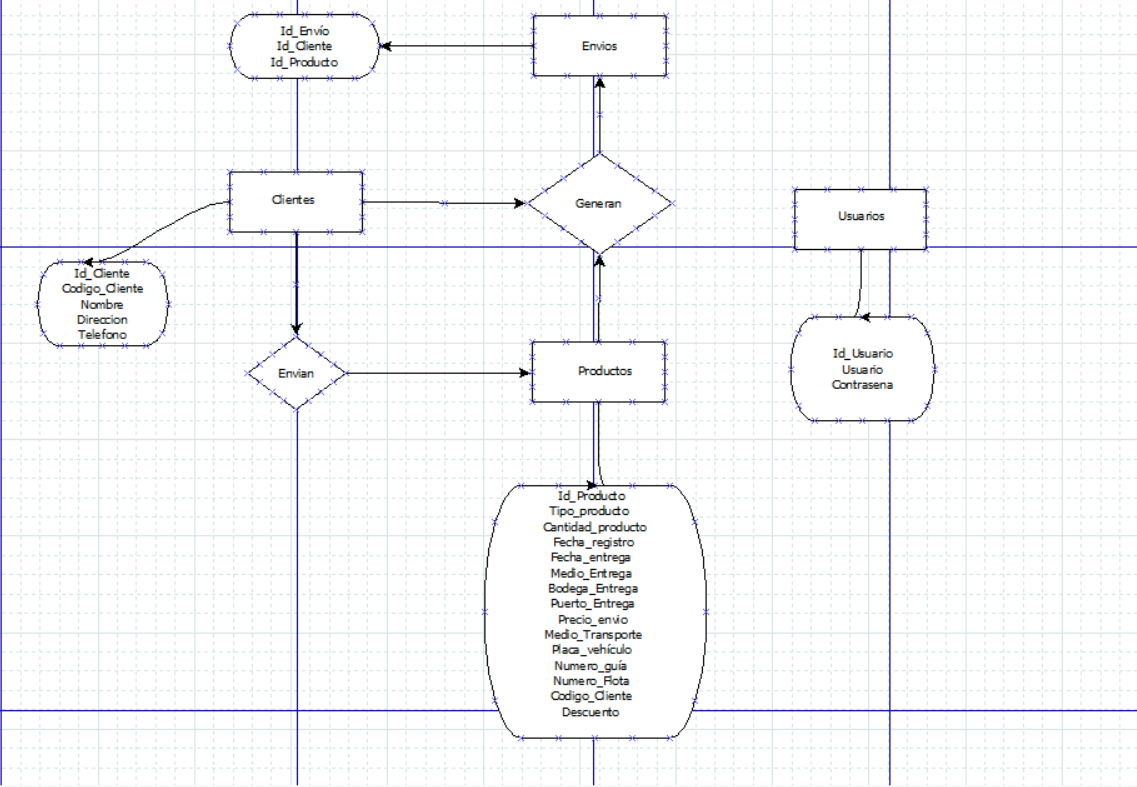 Id_Envío
Id_Cliente
Id_Producto
Envios
Clientes
Generan
Usuarios
Id_Cliente
Codigo_Cliente
Nombre
Direccion
Telefono
Envian
Productos
Id_Usuario
Usuario
Contrasena
Id_Producto
Tipo_producto
Cantidad_producto
Fecha_registro
Fecha_entrega
Medio_Entrega
Bodega_Entrega
Puerto_Entrega
Precio_envio
Medio_Transporte
Placa_vehículo
Numero_guía
Numero_Flota
Codigo_Cliente
Descuento